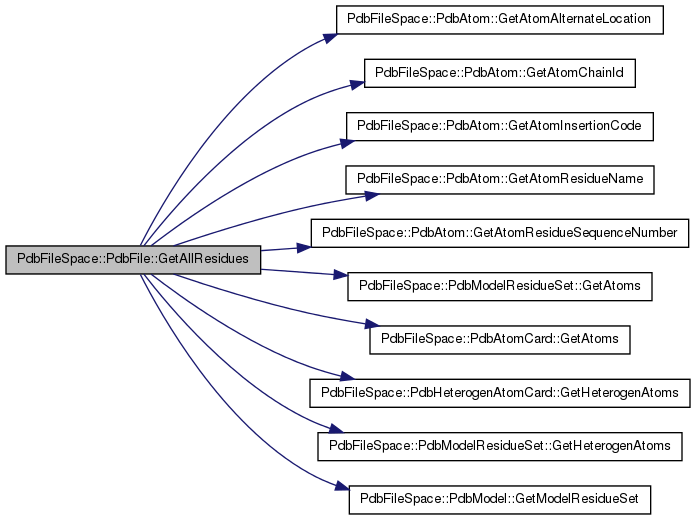 PdbFileSpace::PdbAtom::GetAtomAlternateLocation
PdbFileSpace::PdbAtom::GetAtomChainId
PdbFileSpace::PdbAtom::GetAtomInsertionCode
PdbFileSpace::PdbAtom::GetAtomResidueName
PdbFileSpace::PdbAtom::GetAtomResidueSequenceNumber
PdbFileSpace::PdbFile::GetAllResidues
PdbFileSpace::PdbModelResidueSet::GetAtoms
PdbFileSpace::PdbAtomCard::GetAtoms
PdbFileSpace::PdbHeterogenAtomCard::GetHeterogenAtoms
PdbFileSpace::PdbModelResidueSet::GetHeterogenAtoms
PdbFileSpace::PdbModel::GetModelResidueSet